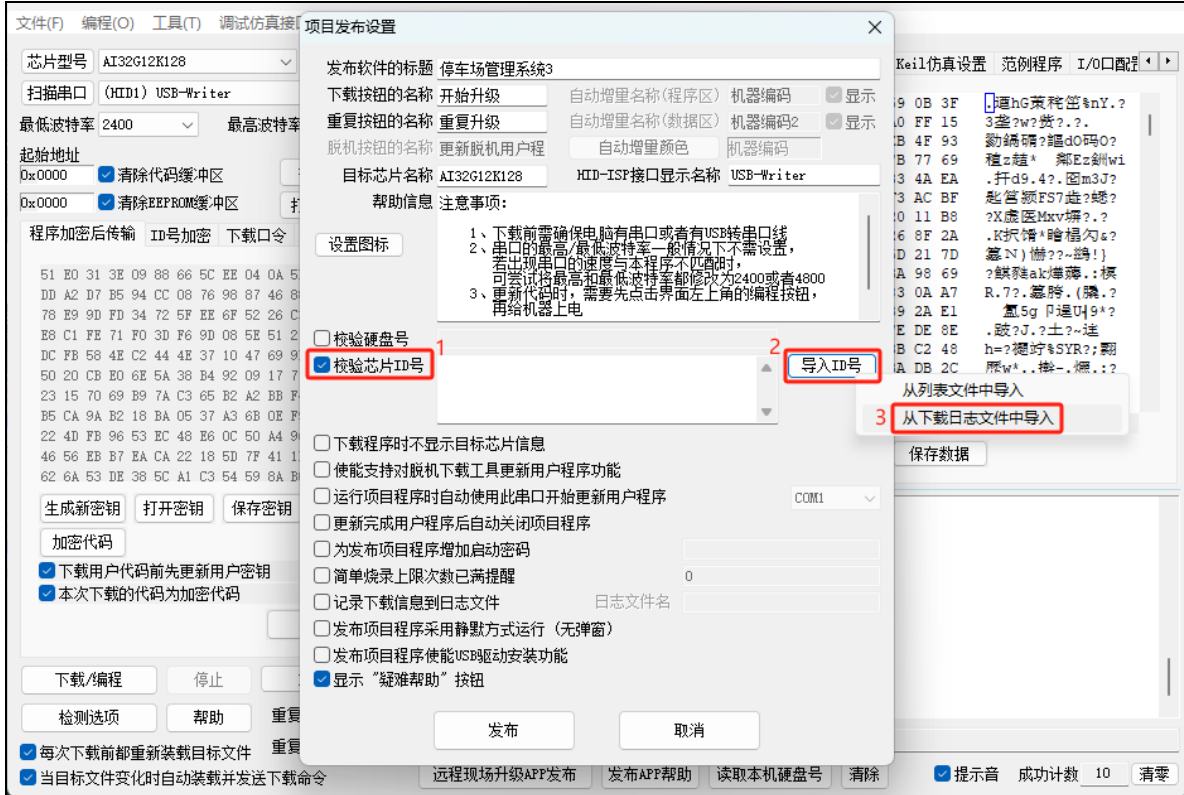 文件(F) 编程(O) 工具(T) 调试仿真接
项目发布设置
芯片型号 AI32G12K128
扫描串口 (HID1) USB-Writer
最低波特率 2400 最高波特率
起始地址
0x0000 清除代码缓冲区
0x0000 清除EEPROM缓冲区
程序加密后传输 ID号加密 下载口令
51 E0 31 3E 09 88 66 5C EE 04 0A
DD A2 D7 B5 94 CC 08 76 98 87 46
78 E9 9D FD 34 72 5F EE 6F 52 26
E8 C1 FE 71 F0 3D F6 9D 08 5E 51
DC FB 58 4E C2 44 4E 37 10 47 69
50 20 CB E0 6E 5A 38 B4 92 09 17
23 15 70 69 B9 7A C3 65 B2 A2 BB
B5 CA 9A B2 18 BA 05 37 A3 6B 0E
22 4D FB 96 53 EC 48 E6 0C 50 A4
46 56 EB B7 EA CA 22 18 5D 7F 41
62 6A 53 DE 38 5C A1 C3 54 59 8A
生成新密钥 打开密钥 保存密钥
加密代码
下载用户代码前先更新用户密钥
本次下载的代码为加密代码
下载/编程 停止
检测选项 帮助 重复
每次下载前都重新装载目标文件 重复
当目标文件变化时自动装载并发送下载命令
发布软件的标题 停车场管理系统3
下载按钮的名称 开始升级 自动增量名称(程序区) 机器编码 显示
重复按钮的名称 重复升级 自动增量名称(数据区) 机器编码2 显示
脱机按钮的名称 更新脱机用户程 自动增量颜色 机器编码
目标芯片名称 AI32G12K128 HID-ISP接口显示名称 USB-Writer
帮助信息 注意事项:
设置图标
1、下载前需确保电脑有串口或者有USB转串口线
2、串口的最高/最低波特率一般情况下不需设置,
若出现串口的速度与本程序不匹配时,
可尝试将最高和最低波特率都修改为2400或者4800
3、更新代码时,需要先点击界面左上角的编程按钮,
再给机器上电
校验硬盘号
1 2
校验芯片ID号 导入ID号
从列表文件中导入
3 从下载日志文件中导入
下载程序时不显示目标芯片信息
使能支持对脱机下载工具更新用户程序功能
运行项目程序时自动使用此串口开始更新用户程序 COM1
更新完成用户程序后自动关闭项目程序
为发布项目程序增加启动密码
简单烧录上限次数已满提醒 0
记录下载信息到日志文件 日志文件名
发布项目程序采用静默方式运行 (无弹窗)
发布项目程序使能USB驱动安装功能
显示“疑难帮助”按钮
发布 取消
Keil仿真设置 范例程序 I/O口配
保存数据
远程现场升级APP发布 发布APP帮助 读取本机硬盘号 清除
提示音 成功计数 10 清零